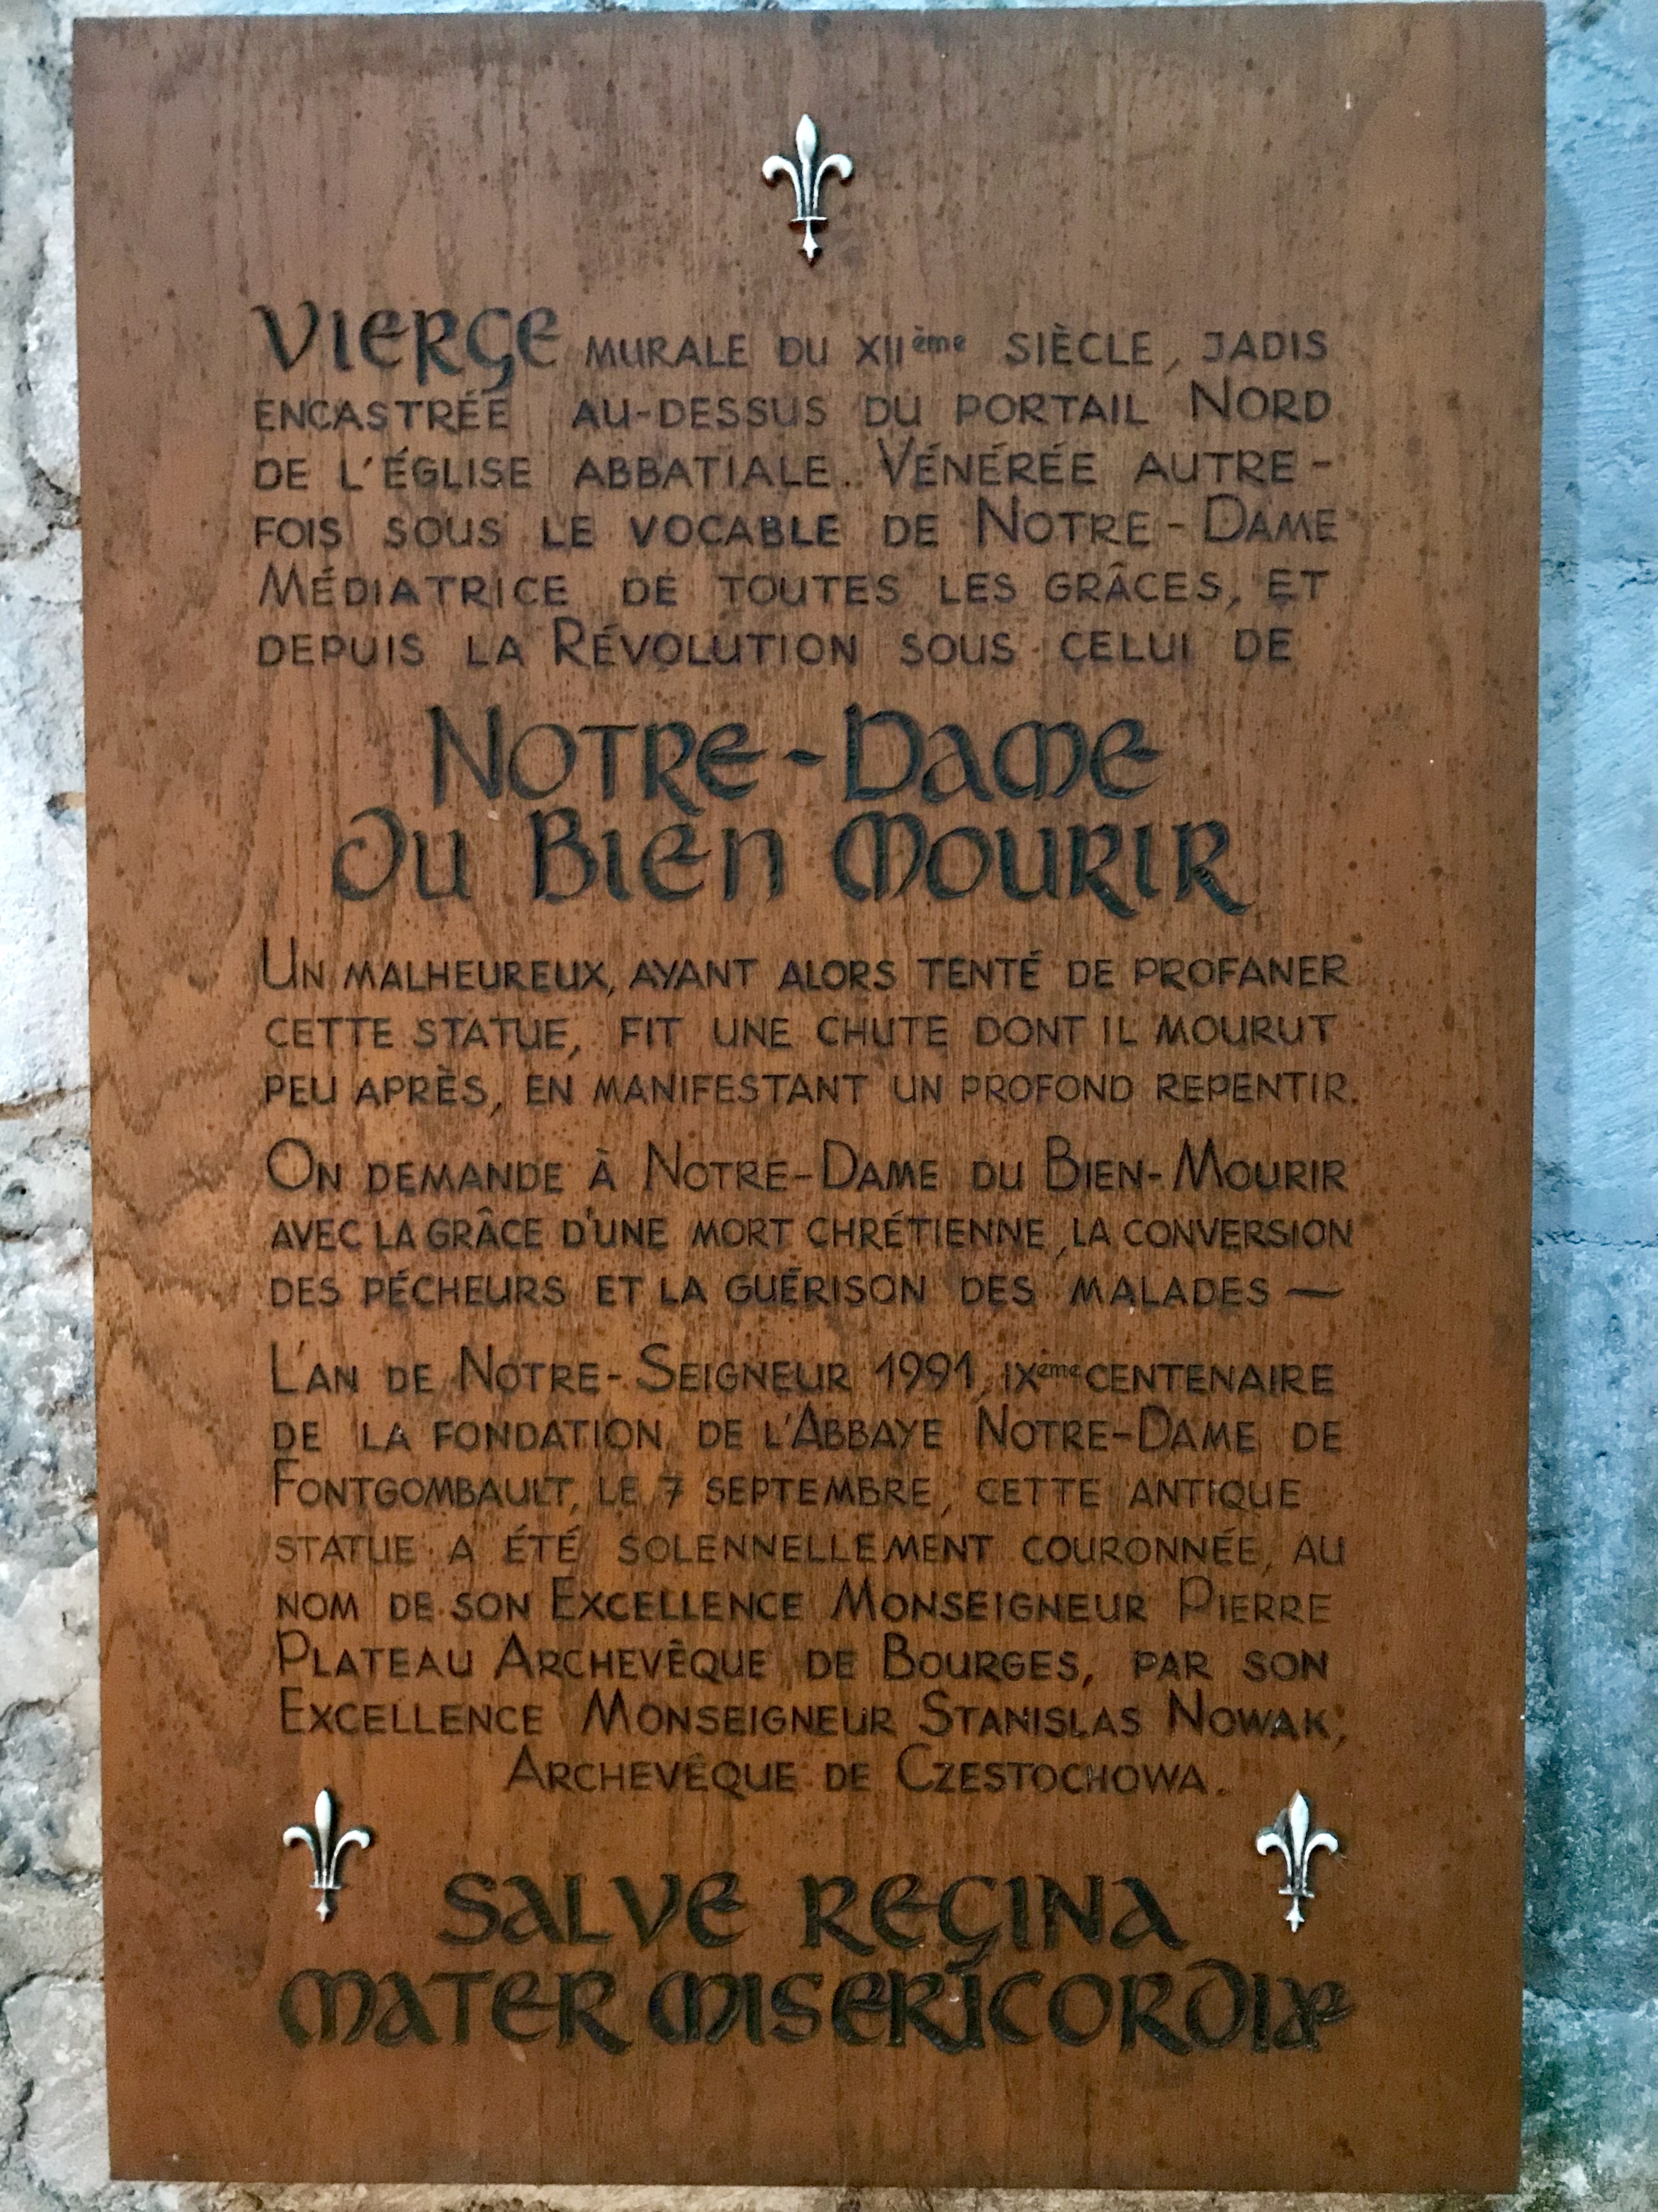 VIERGE MURALE DU XIIème SIÈCLE, JADIS
ENCASTRÉE AU-DESSUS DU PORTAIL NORD
DE L'ÉGLISE ABBATIALE. VÉNÉRÉE AUTRE-
FOIS SOUS LE VOCABLE DE NOTRE-DAME
MÉDIATRICE DE TOUTES LES GRÂCES, ET
DEPUIS LA RÉVOLUTION SOUS CELUI DE
NOTRE-DAME
DU BIEN MOURIR
UN MALHEUREUX, AYANT ALORS TENTÉ DE PROFANER
CETTE STATUE, FIT UNE CHUTE DONT IL MOURUT
PEU APRÈS, EN MANIFESTANT UN PROFOND REPENTIR.
ON DEMANDE À NOTRE-DAME DU BIEN-MOURIR
AVEC LA GRÂCE D'UNE MORT CHRÉTIENNE, LA CONVERSION
DES PÉCHEURS ET LA GUÉRISON DES MALADES —
L'AN DE NOTRE-SEIGNEUR 1991, IXème CENTENAIRE
DE LA FONDATION DE L'ABBAYE NOTRE-DAME DE
FONTGOMBAULT, LE 7 SEPTEMBRE, CETTE ANTIQUE
STATUE A ÉTÉ SOLENNELLEMENT COURONNÉE, AU
NOM DE SON EXCELLENCE MONSEIGNEUR PIERRE
PLATEAU ARCHEVÊQUE DE BOURGES, PAR SON
EXCELLENCE MONSEIGNEUR STANISLAS NOWAK,
ARCHEVÊQUE DE CZESTOCHOWA.
SALVE REGINA
MATER MISERICORDIÆ